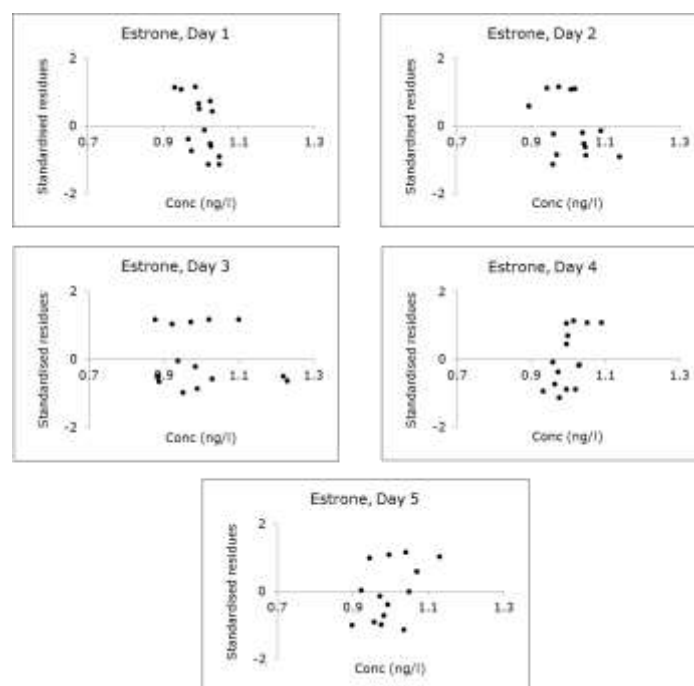 Estrone, Day 1
Standardised residues
2
0
-2
0.7 0.9 1.1 1.3
Conc (ng/l)
Estrone, Day 2
Standardised residues
2
0
-2
0.7 0.9 1.1 1.3
Conc (ng/l)
Estrone, Day 3
Standardised residues
2
0
-2
0.7 0.9 1.1 1.3
Conc (ng/l)
Estrone, Day 4
Standardised residues
2
0
-2
0.7 0.9 1.1 1.3
Conc (ng/l)
Estrone, Day 5
Standardised residues
2
0
-2
0.7 0.9 1.1 1.3
Conc (ng/l)